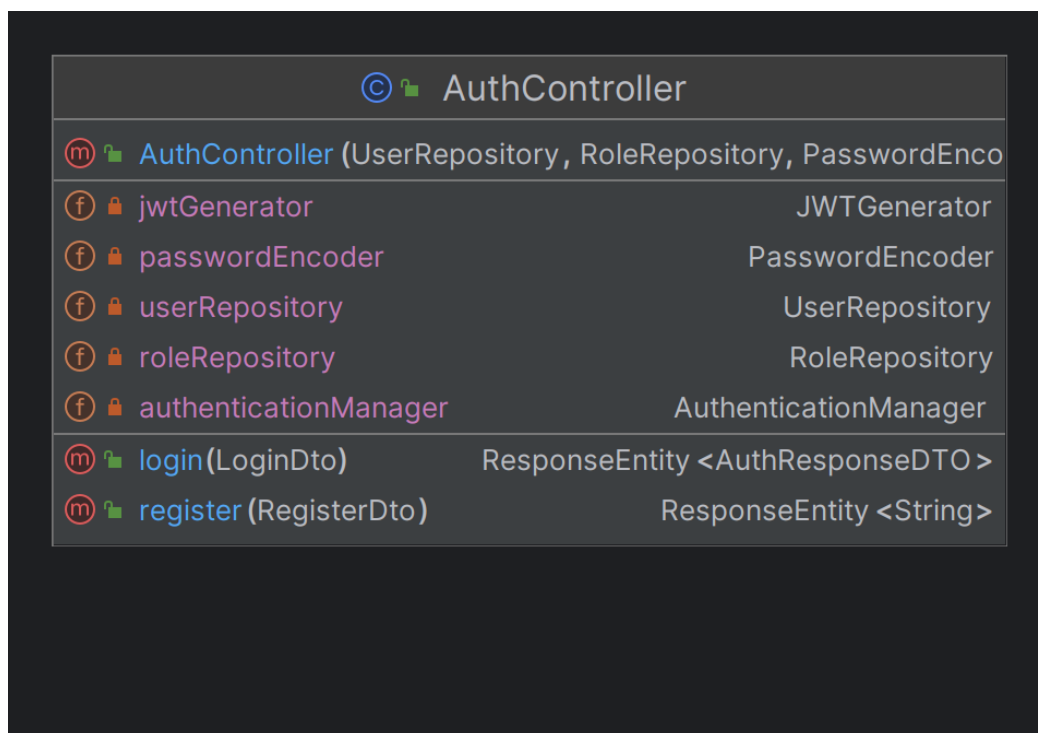 AuthController
AuthController(UserRepository, RoleRepository, PasswordEnco
jwtGenerator JWTGenerator
passwordEncoder PasswordEncoder
userRepository UserRepository
roleRepository RoleRepository
authenticationManager AuthenticationManager
login(LoginDto) ResponseEntity<AuthResponseDTO>
register(RegisterDto) ResponseEntity<String>